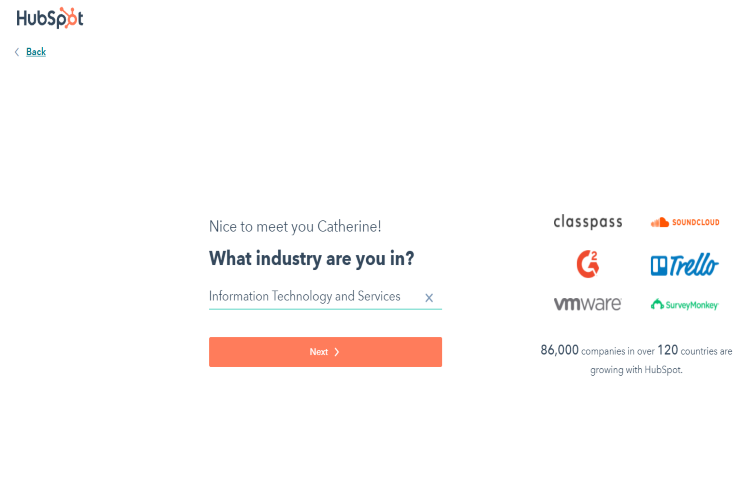 HubSpot
Back
Nice to meet you Catherine!
What industry are you in?
Information Technology and Services
X
Next
classpass
SOUNDCLOUD
G2
Trello
vmware
SurveyMonkey
86,000 companies in over 120 countries are
growing with HubSpot.